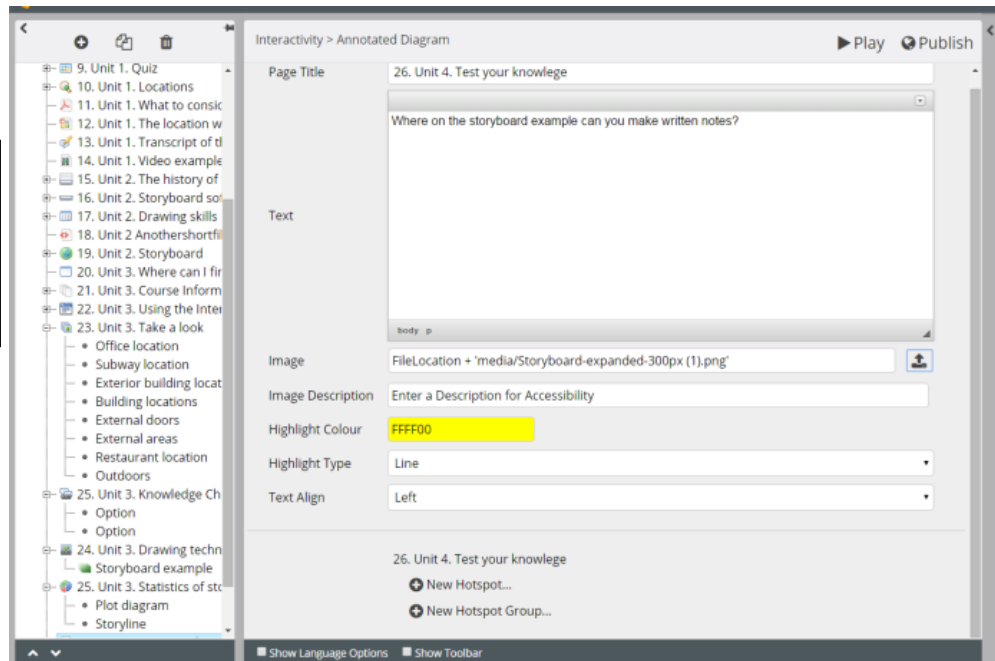 9. Unit 1. Quiz
10. Unit 1. Locations
11. Unit 1. What to consic
12. Unit 1. The location w
13. Unit 1. Transcript of tl
14. Unit 1. Video example
15. Unit 2. The history of
16. Unit 2. Storyboard sof
17. Unit 2. Drawing skills
18. Unit 2 Anothershortfil
19. Unit 2. Storyboard
20. Unit 3. Where can I fir
21. Unit 3. Course Inform
22. Unit 3. Using the Inter
23. Unit 3. Take a look
Office location
Subway location
Exterior building locat
Building locations
External doors
External areas
Restaurant location
Outdoors
25. Unit 3. Knowledge Ch
Option
Option
24. Unit 3. Drawing techn
Storyboard example
25. Unit 3. Statistics of stc
Plot diagram
Storyline
Interactivity > Annotated Diagram
Play Publish
Page Title 26. Unit 4. Test your knowlege
Where on the storyboard example can you make written notes?
Text
body p
Image FileLocation + 'media/Storyboard-expanded-300px (1).png'
Image Description Enter a Description for Accessibility
Highlight Colour FFFF00
Highlight Type Line
Text Align Left
26. Unit 4. Test your knowlege
New Hotspot...
New Hotspot Group...
Show Language Options Show Toolbar